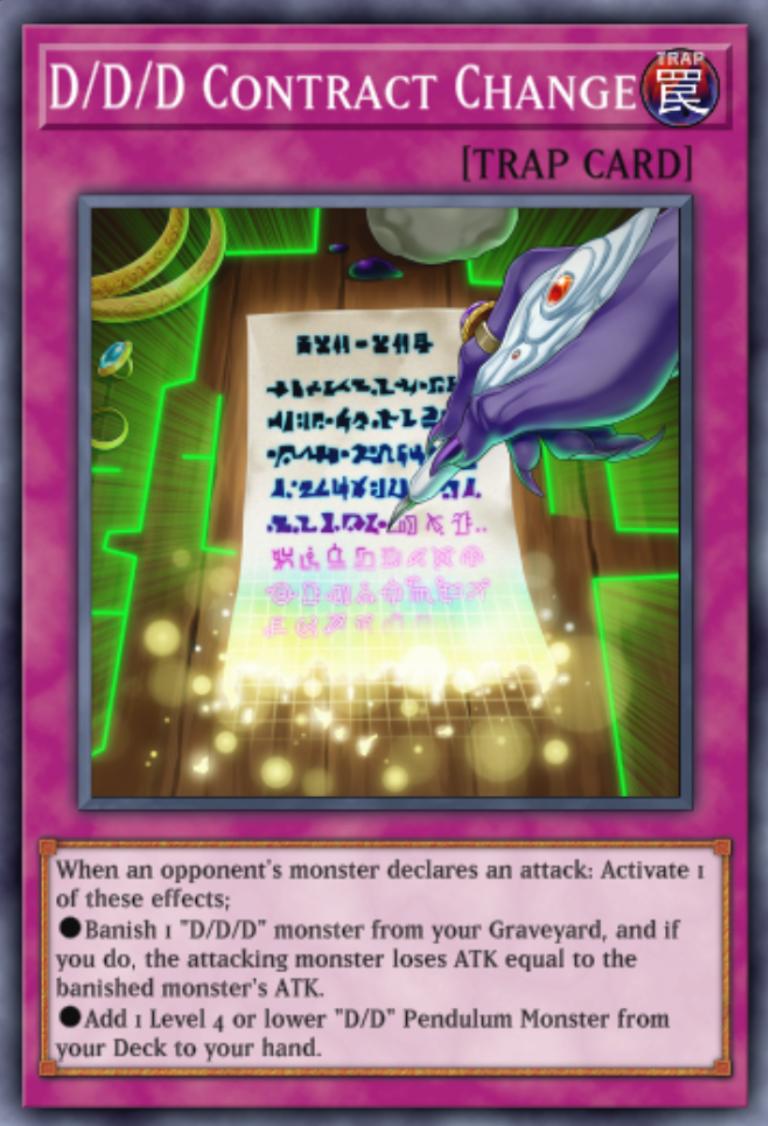 D/D/D CONTRACT CHANGE
TRAP
罠
[TRAP CARD]
When an opponent's monster declares an attack: Activate 1
of these effects;
●Banish 1 "D/D/D" monster from your Graveyard, and if
you do, the attacking monster loses ATK equal to the
banished monster's ATK.
●Add 1 Level 4 or lower "D/D" Pendulum Monster from
your Deck to your hand.